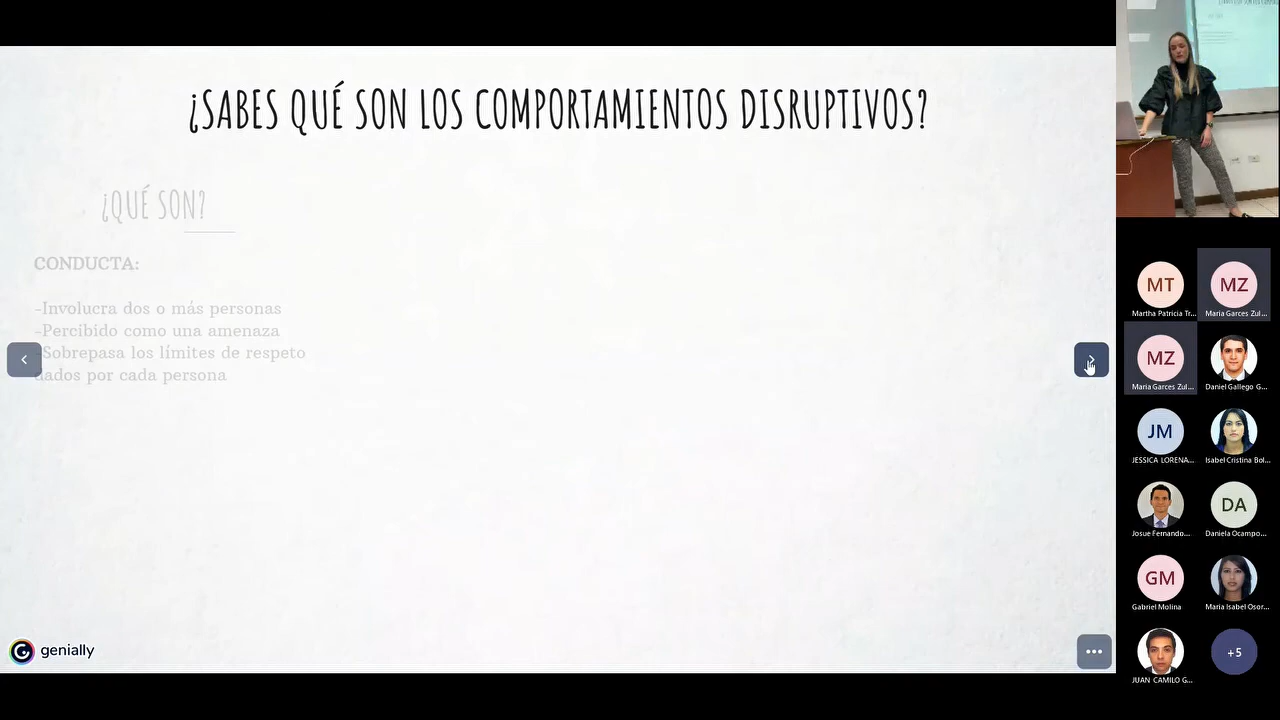 ¿SABES QUÉ SON LOS COMPORTAMIENTOS DISRUPTIVOS?
¿QUÉ SON?
CONDUCTA:
-Involucra dos o más personas
-Percibido como una amenaza
-Sobrepasa los límites de respeto
dados por cada persona
genially
MT
Martha Patricia Tr...
MZ
Maria Garces Zul...
MZ
Maria Garces Zul...
Daniel Gallego G...
JM
JESSICA LORENA...
Isabel Cristina Bol...
Josue Fernando...
DA
Daniela Ocampo...
GM
Gabriel Molina
Maria Isabel Osor...
JUAN CAMILO G...
+5